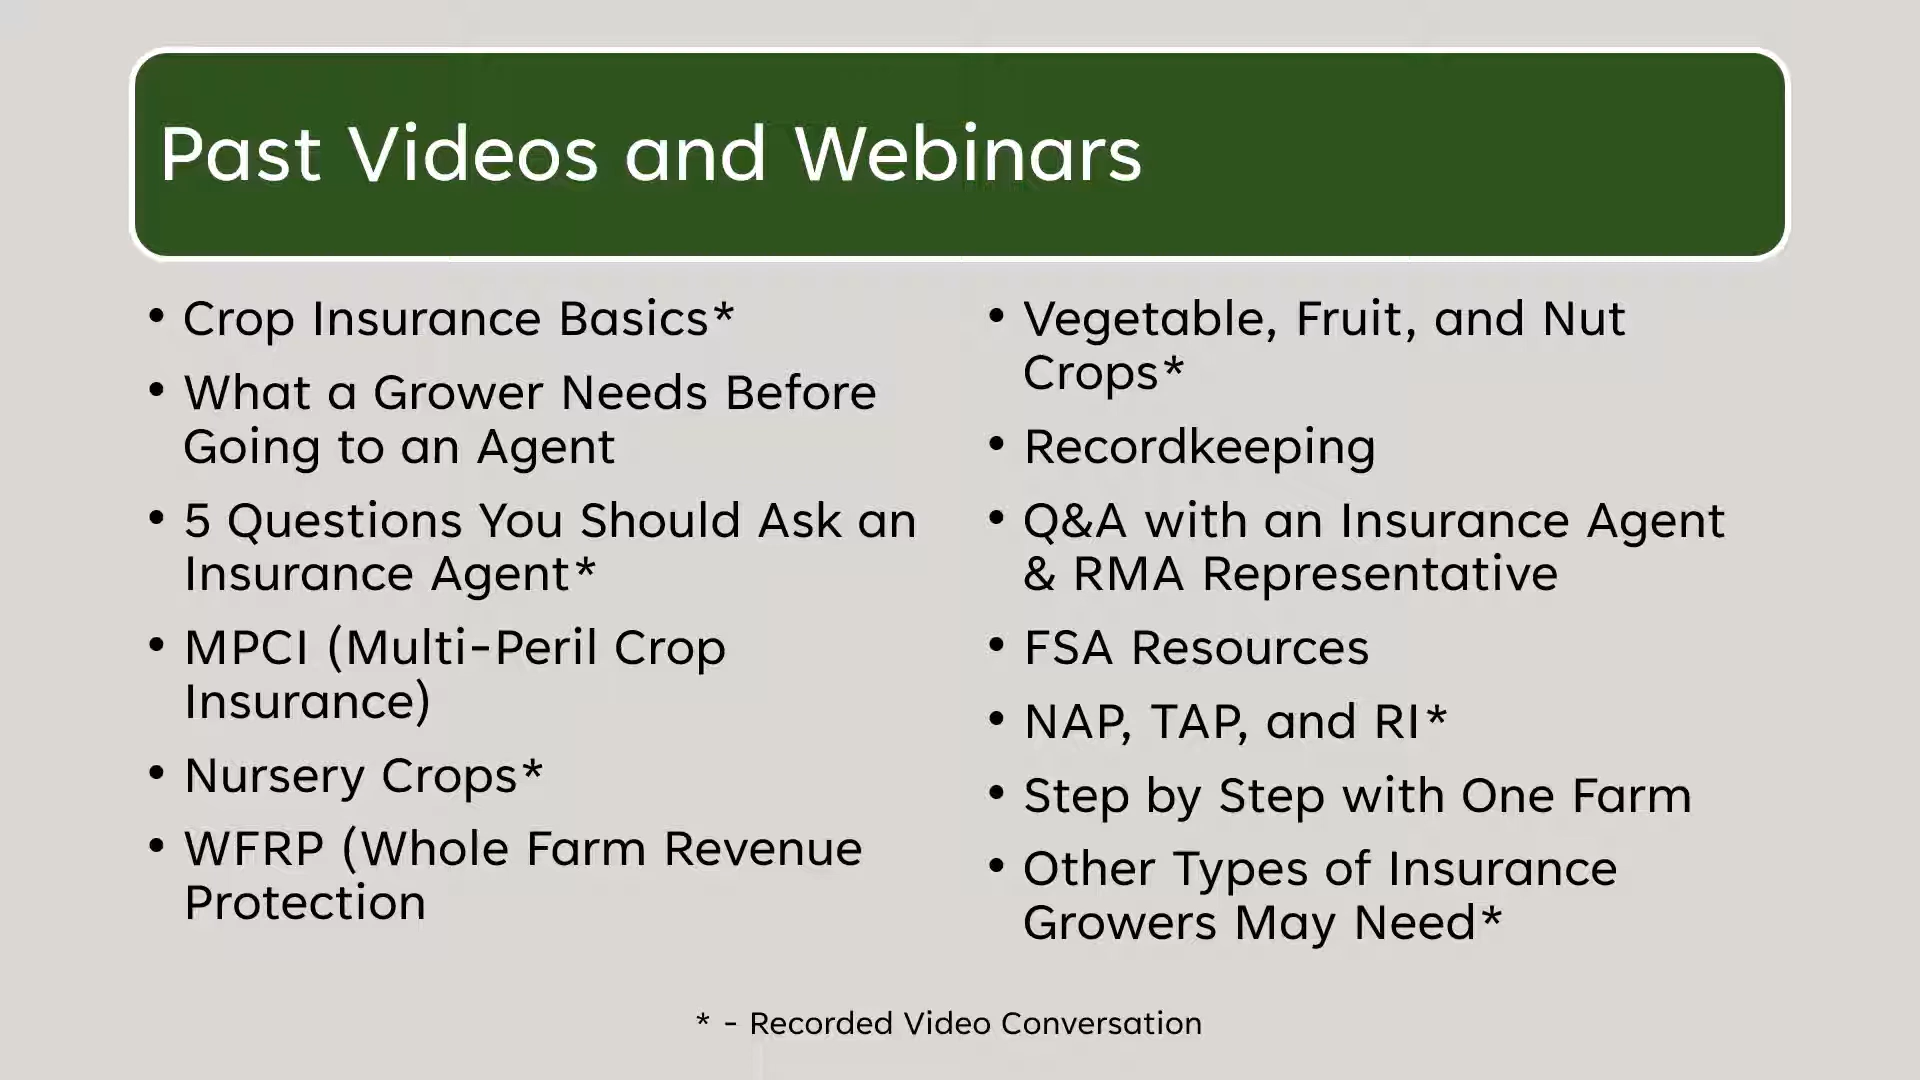 Past Videos and Webinars
• Crop Insurance Basics*
• What a Grower Needs Before
Going to an Agent
• 5 Questions You Should Ask an
Insurance Agent*
• MPCI (Multi-Peril Crop
Insurance)
• Nursery Crops*
• WFRP (Whole Farm Revenue
Protection
• Vegetable, Fruit, and Nut
Crops*
• Recordkeeping
• Q&A with an Insurance Agent
& RMA Representative
• FSA Resources
• NAP, TAP, and RI*
• Step by Step with One Farm
• Other Types of Insurance
Growers May Need*
* - Recorded Video Conversation